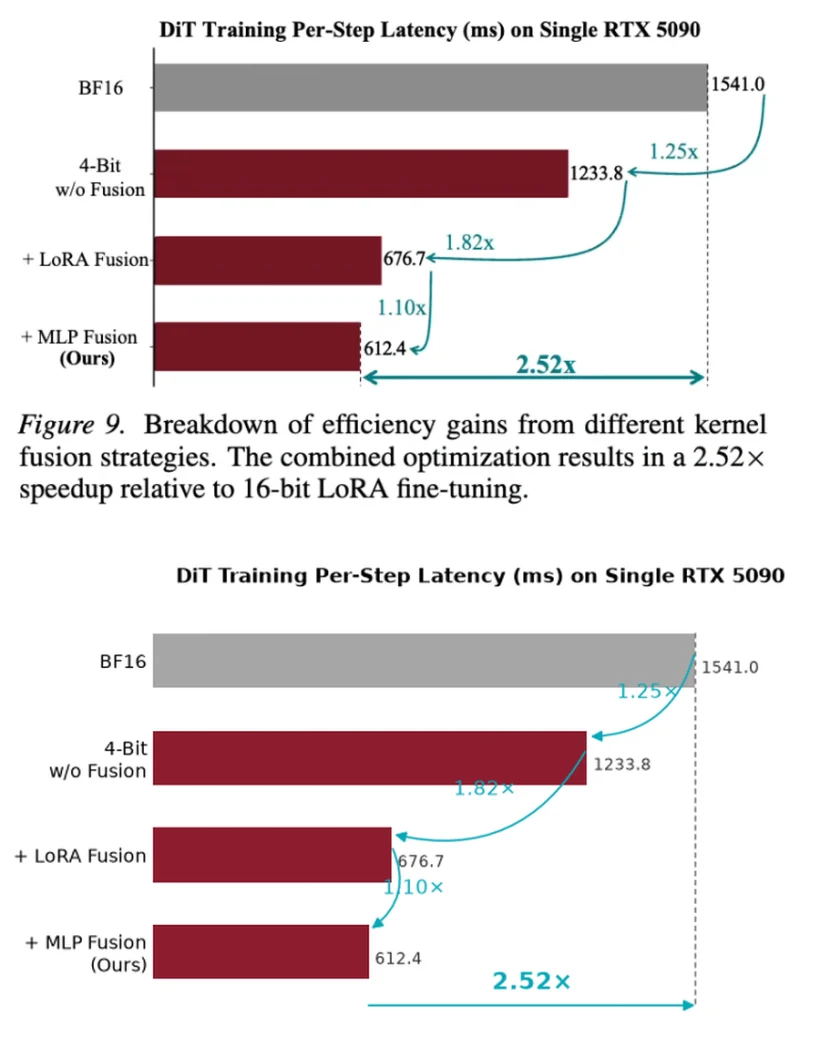 DiT Training Per-Step Latency (ms) on Single RTX 5090
BF16
1541.0
1.25x
4-Bit
w/o Fusion
1233.8
1.82x
+ LoRA Fusion
676.7
1.10x
+ MLP Fusion
(Ours)
612.4
2.52x
Figure 9. Breakdown of efficiency gains from different kernel
fusion strategies. The combined optimization results in a 2.52×
speedup relative to 16-bit LoRA fine-tuning.
DiT Training Per-Step Latency (ms) on Single RTX 5090
BF16
1541.0
1.25×
4-Bit
w/o Fusion
1233.8
1.82×
+ LoRA Fusion
676.7
1.10×
+ MLP Fusion
(Ours)
612.4
2.52×